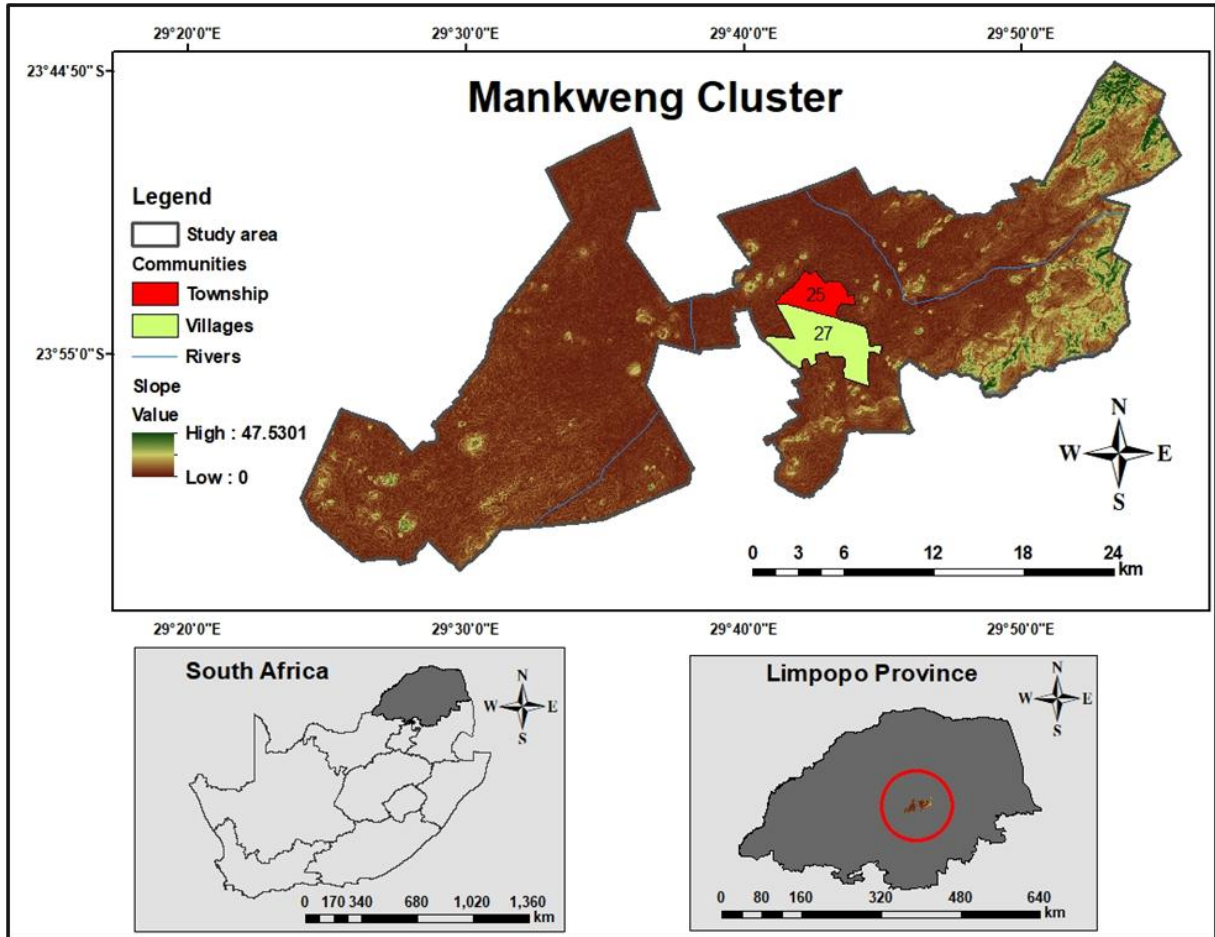 29°20'0"E 29°30'0"E 29°40'0"E 29°50'0"E
23°44'50"S
Mankweng Cluster
Legend
Study area
Communities
Township
Villages
Rivers
Slope
Value
High : 47.5301
Low : 0
25
27
23°55'0"S
N
W E
S
0 3 6 12 18 24
km
29°20'0"E 29°30'0"E 29°40'0"E 29°50'0"E
South Africa
N
W E
S
0 170 340 680 1,020 1,360
km
Limpopo Province
N
W E
S
0 80 160 320 480 640
km